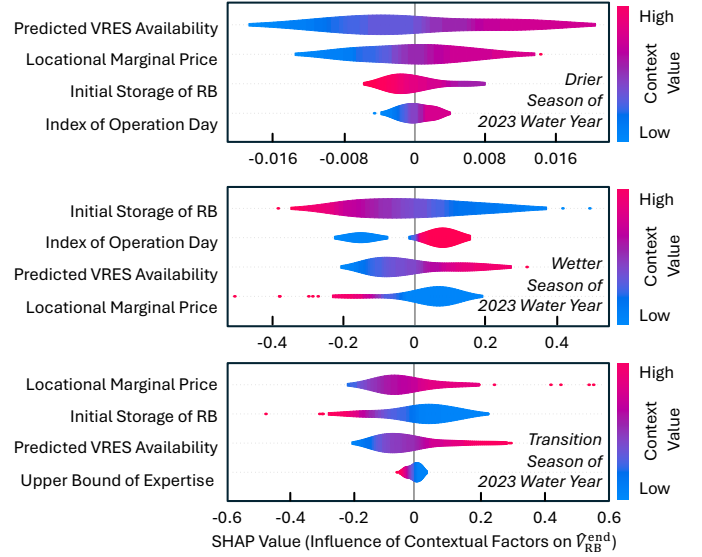 Predicted VRES Availability
Locational Marginal Price
Initial Storage of RB
Index of Operation Day
Drier
Season of
2023 Water Year
-0.016 -0.008 0 0.008 0.016
High
Context
Value
Low
Initial Storage of RB
Index of Operation Day
Predicted VRES Availability
Locational Marginal Price
Wetter
Season of
2023 Water Year
-0.4 -0.2 0 0.2 0.4
High
Context
Value
Low
Locational Marginal Price
Initial Storage of RB
Predicted VRES Availability
Upper Bound of Expertise
Transition
Season of
2023 Water Year
-0.6 -0.4 -0.2 0 0.2 0.4 0.6
High
Context
Value
Low
SHAP Value (Influence of Contextual Factors on V̂ᴇɴᴅ